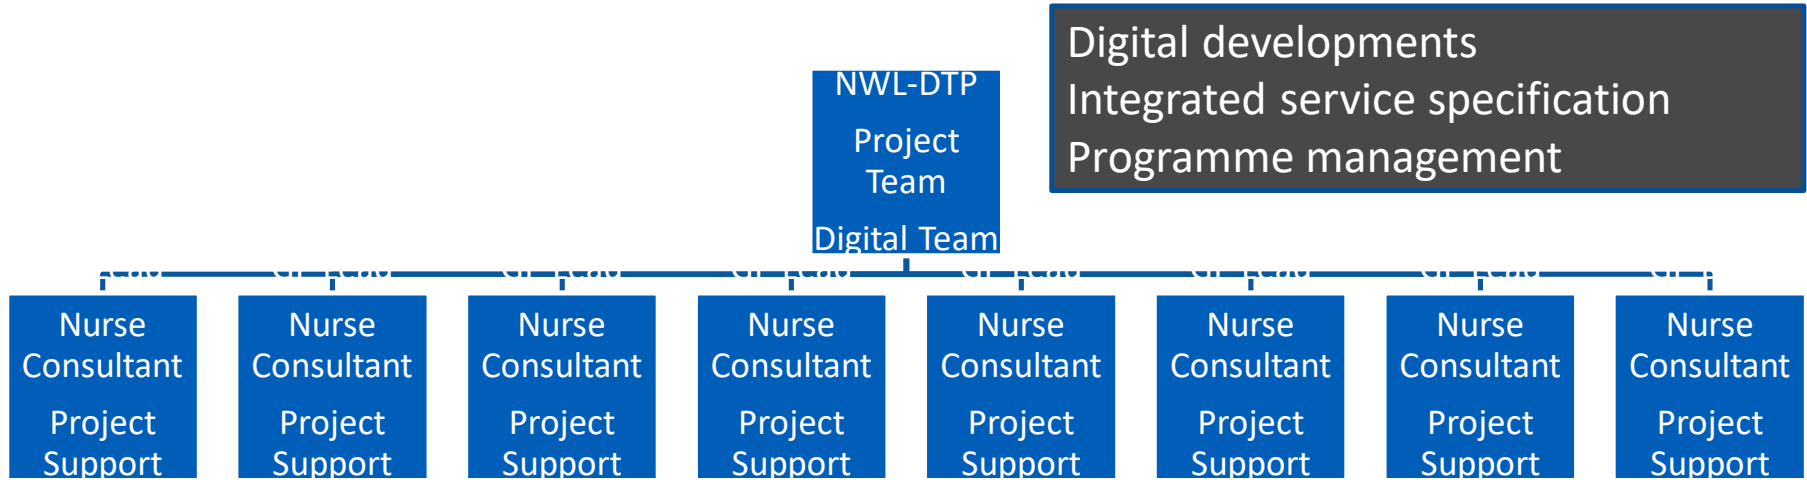 Digital developments
Integrated service specification
Programme management
NWL-DTP
Project
Team
Digital Team
Nurse
Consultant
Project
Support
Nurse
Consultant
Project
Support
Nurse
Consultant
Project
Support
Nurse
Consultant
Project
Support
Nurse
Consultant
Project
Support
Nurse
Consultant
Project
Support
Nurse
Consultant
Project
Support
Nurse
Consultant
Project
Support